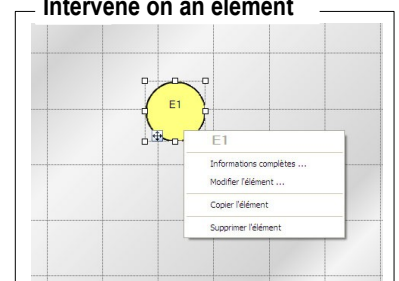 Intervene on an element
E1
E1
Informations complètes ...
Modifier l'élément ...
Copier l'élément
Supprimer l'élément